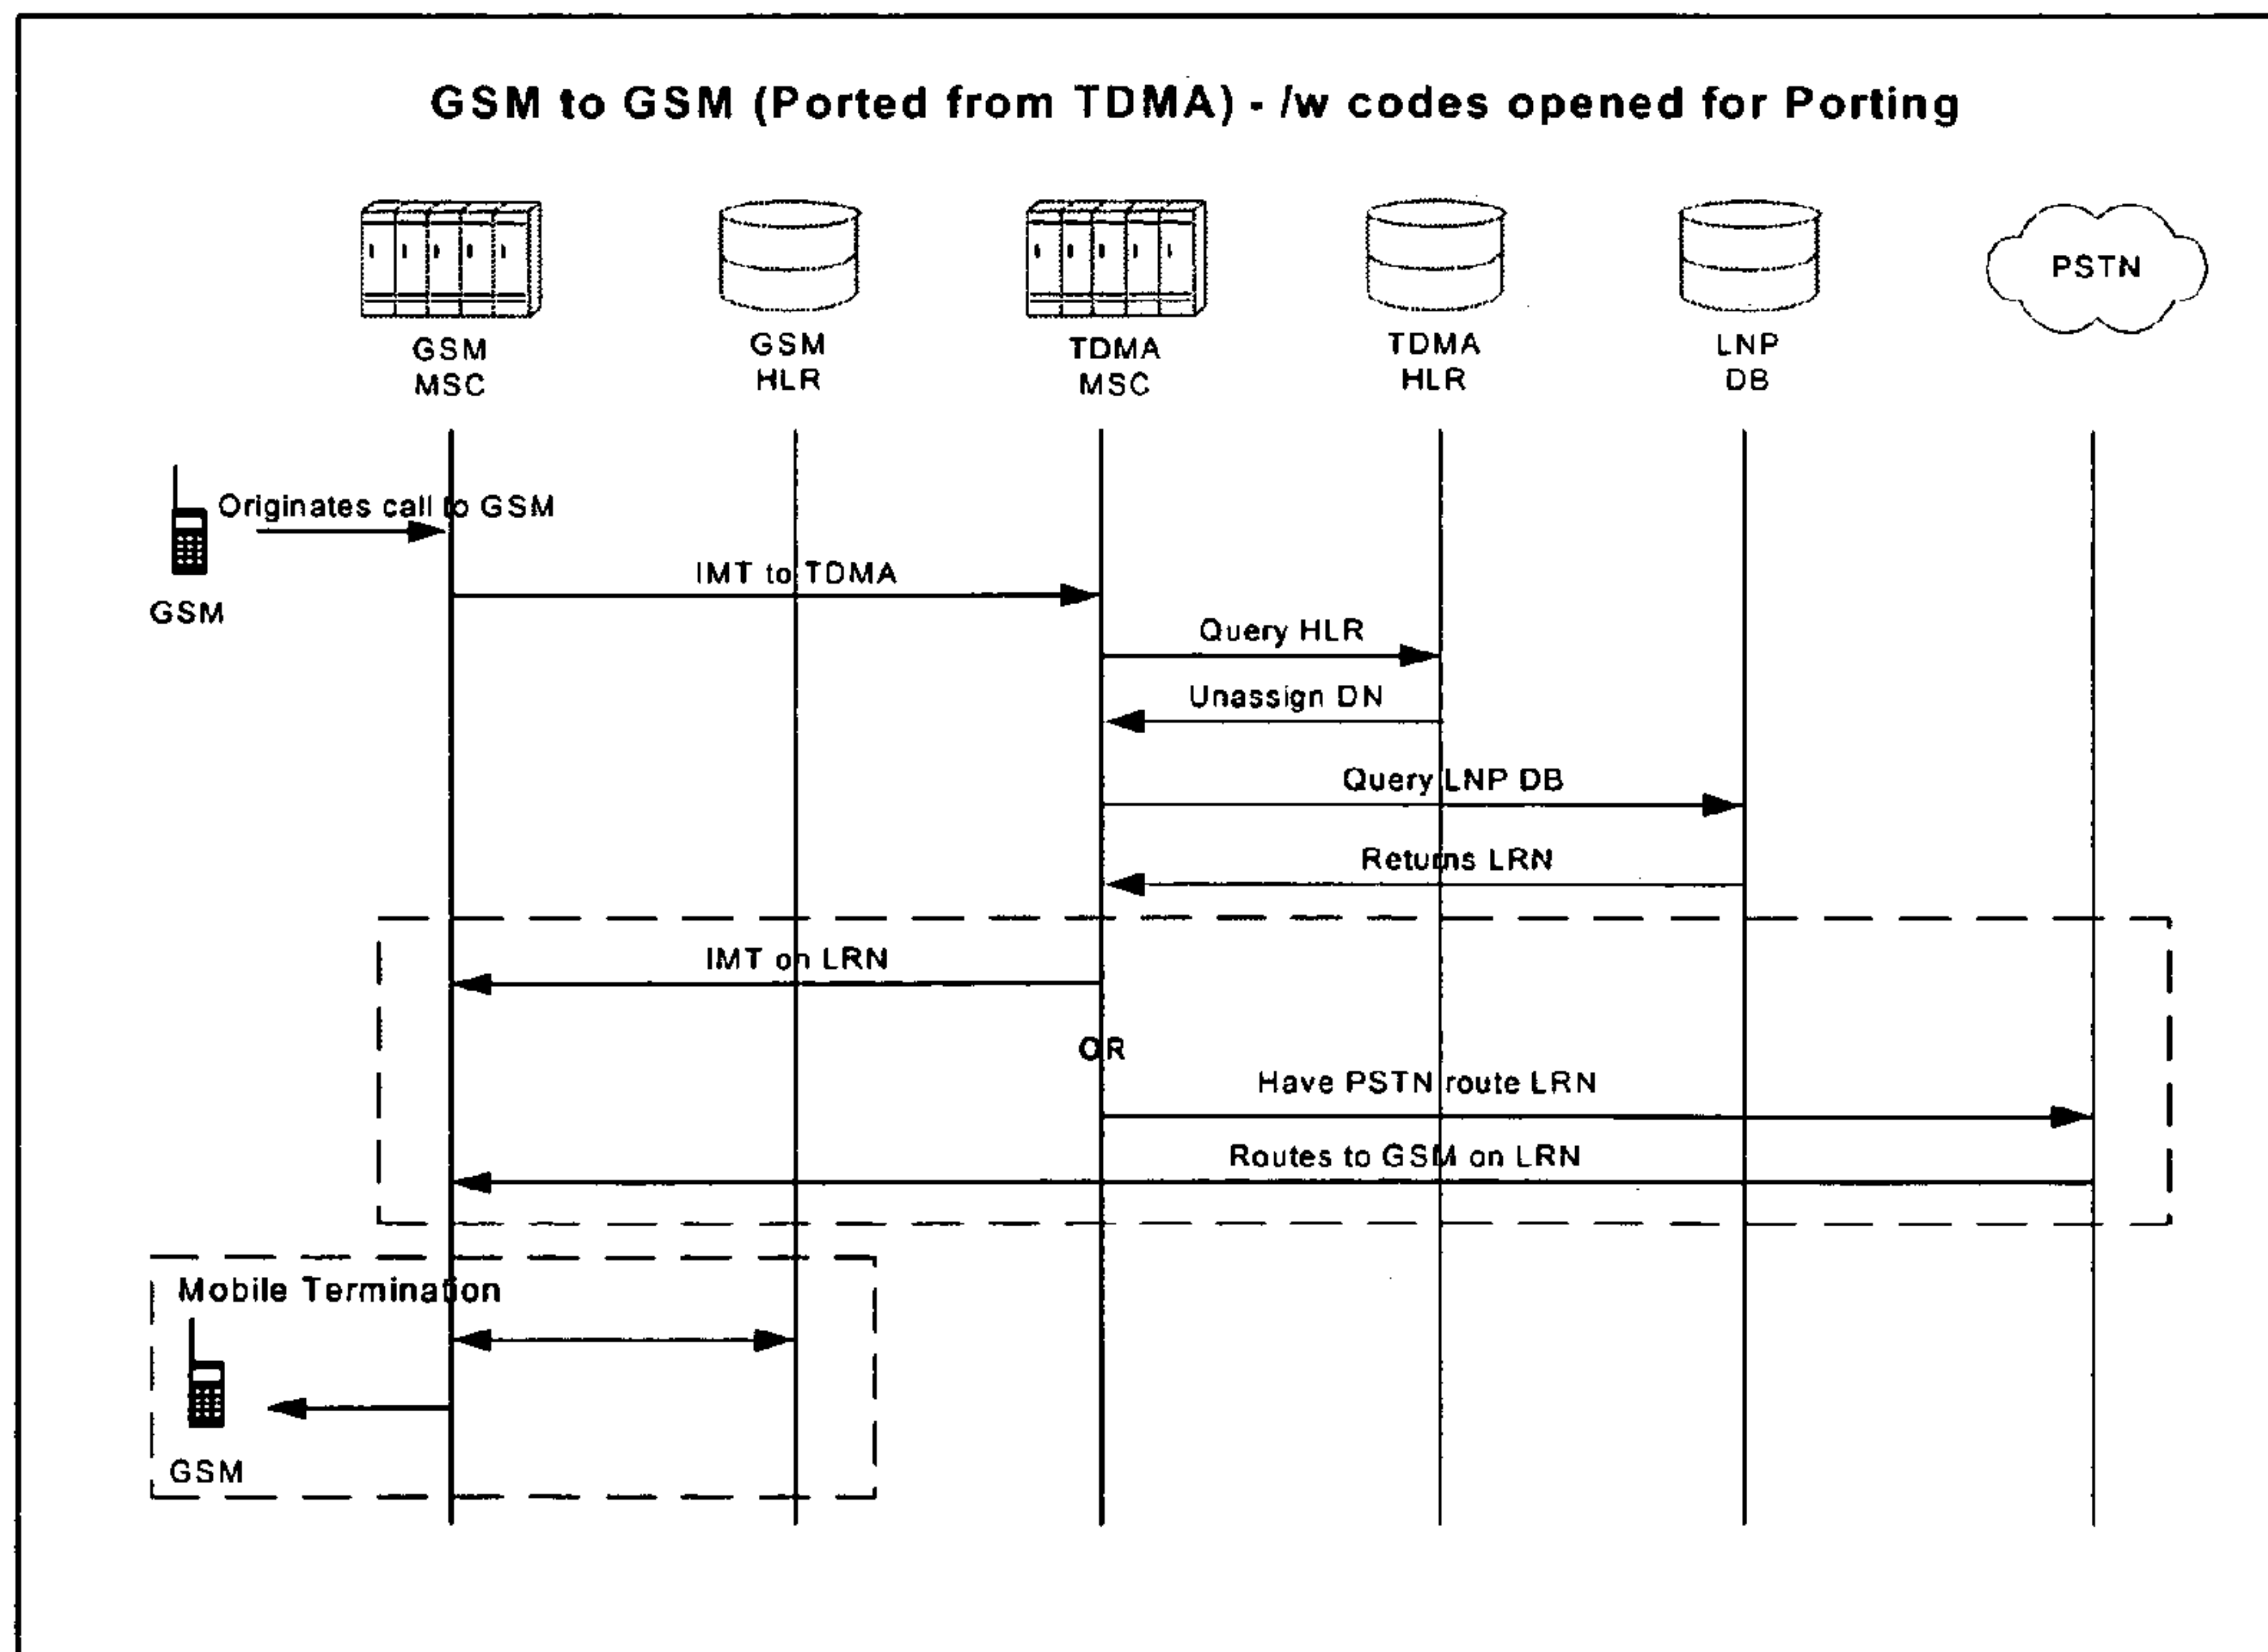 GSM to GSM (Ported from TDMA) - /w codes opened for Porting
PSTN
GSM
MSC
GSM
HLR
TDMA
MSC
TDMA
HLR
LNP
DB
Originates call to GSM
GSM
IMT to TDMA
Query HLR
Unassign DN
Query LNP DB
Returns LRN
IMT on LRN
OR
Have PSTN route LRN
Routes to GSM on LRN
Mobile Termination
GSM